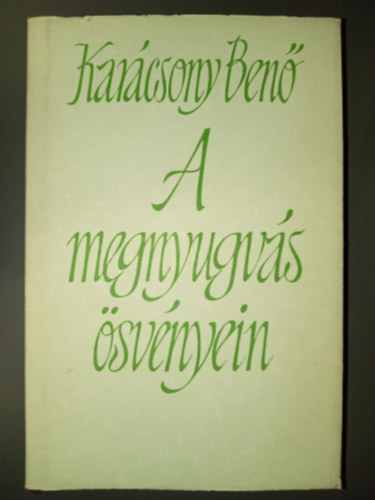 Karácsony Benő
A
megnyugvás
ösvényein